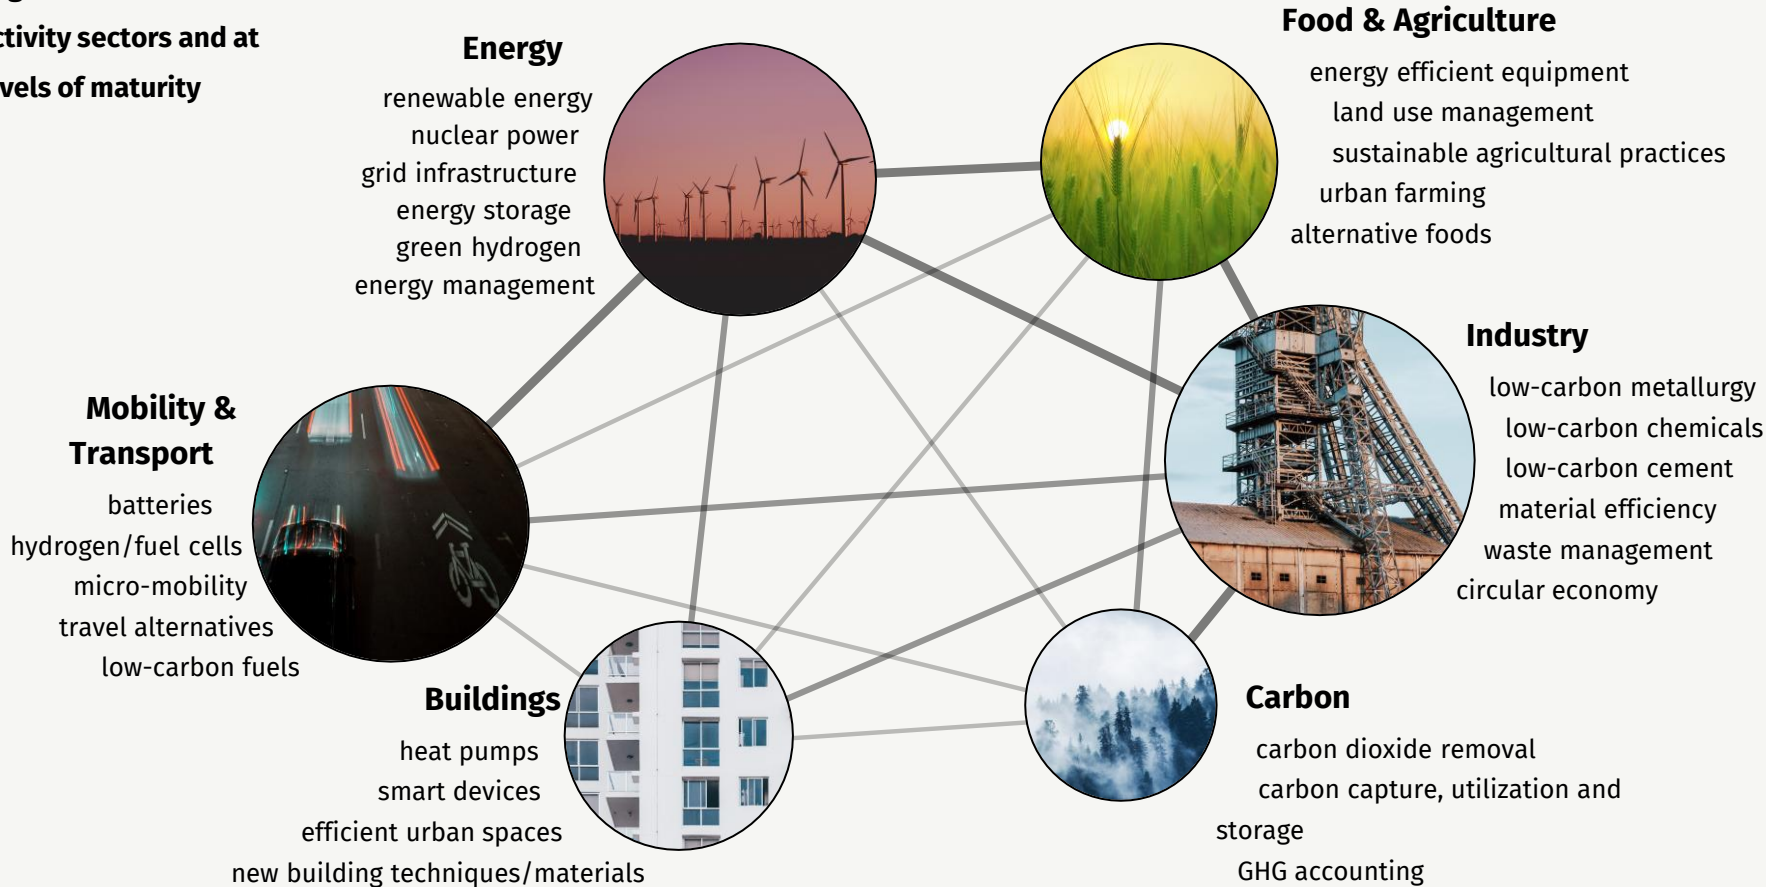 ctivity sectors and at
vels of maturity
Energy
renewable energy
nuclear power
grid infrastructure
energy storage
green hydrogen
energy management
Food & Agriculture
energy efficient equipment
land use management
sustainable agricultural practices
urban farming
alternative foods
Industry
low-carbon metallurgy
low-carbon chemicals
low-carbon cement
material efficiency
waste management
circular economy
Mobility &
Transport
batteries
hydrogen/fuel cells
micro-mobility
travel alternatives
low-carbon fuels
Buildings
heat pumps
smart devices
efficient urban spaces
new building techniques/materials
Carbon
carbon dioxide removal
carbon capture, utilization and
storage
GHG accounting